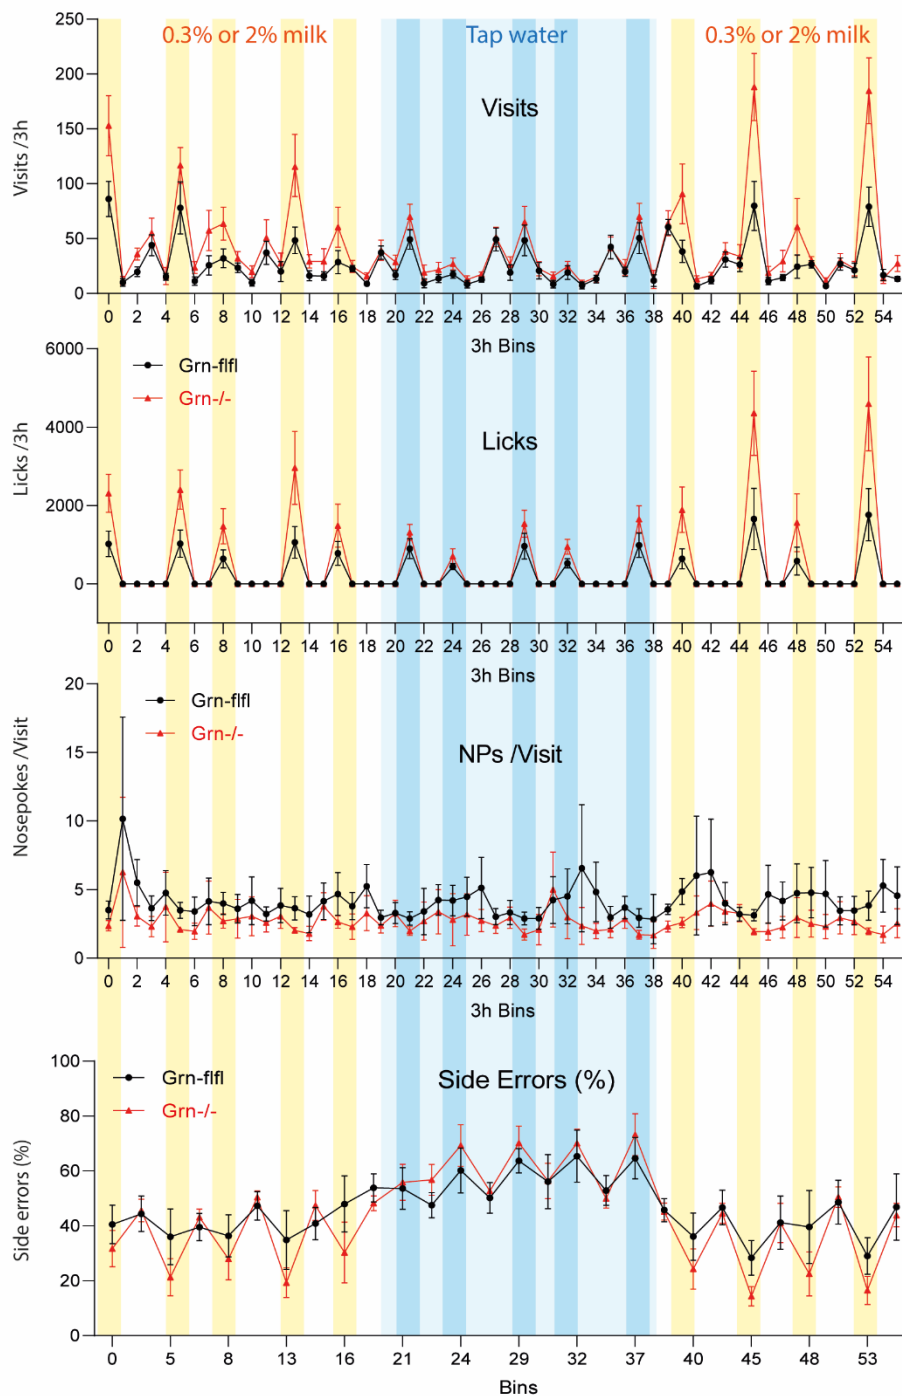 0.3% or 2% milk Tap water 0.3% or 2% milk
Visits
Visits /3h
250
200
150
100
50
0
0 2 4 6 8 10 12 14 16 18 20 22 24 26 28 30 32 34 36 38 40 42 44 46 48 50 52 54
3h Bins
Licks
Licks /3h
Grn-flfl
Grn-/-
6000
4000
2000
0
0 2 4 6 8 10 12 14 16 18 20 22 24 26 28 30 32 34 36 38 40 42 44 46 48 50 52 54
3h Bins
NPs /Visit
Nosepokes /Visit
Grn-flfl
Grn-/-
20
15
10
5
0
0 2 4 6 8 10 12 14 16 18 20 22 24 26 28 30 32 34 36 38 40 42 44 46 48 50 52 54
3h Bins
Side Errors (%)
Side errors (%)
Grn-flfl
Grn-/-
100
80
60
40
20
0
0 5 8 13 16 21 24 29 32 37 40 45 48 53
Bins